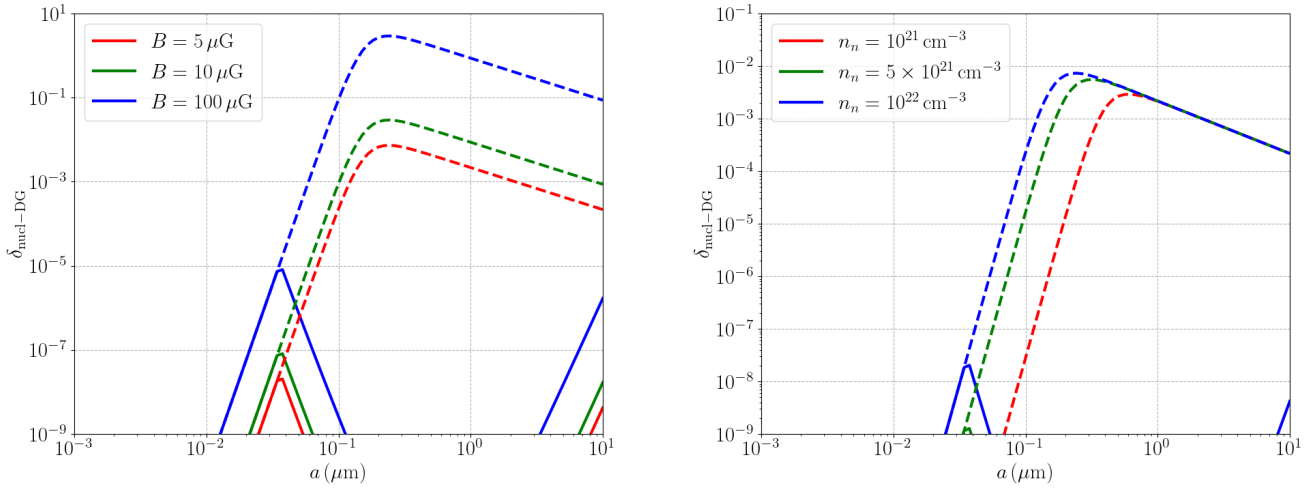 10^1
10^{-1}
10^{-3}
10^{-5}
10^{-7}
10^{-9}
δ_{nucl−DG}
B = 5 μG
B = 10 μG
B = 100 μG
10^{-3} 10^{-2} 10^{-1} 10^0 10^1
a (μm)
10^{-1}
10^{-2}
10^{-3}
10^{-4}
10^{-5}
10^{-6}
10^{-7}
10^{-8}
10^{-9}
δ_{nucl−DG}
n_n = 10^{21} cm^{-3}
n_n = 5 × 10^{21} cm^{-3}
n_n = 10^{22} cm^{-3}
10^{-3} 10^{-2} 10^{-1} 10^0 10^1
a (μm)